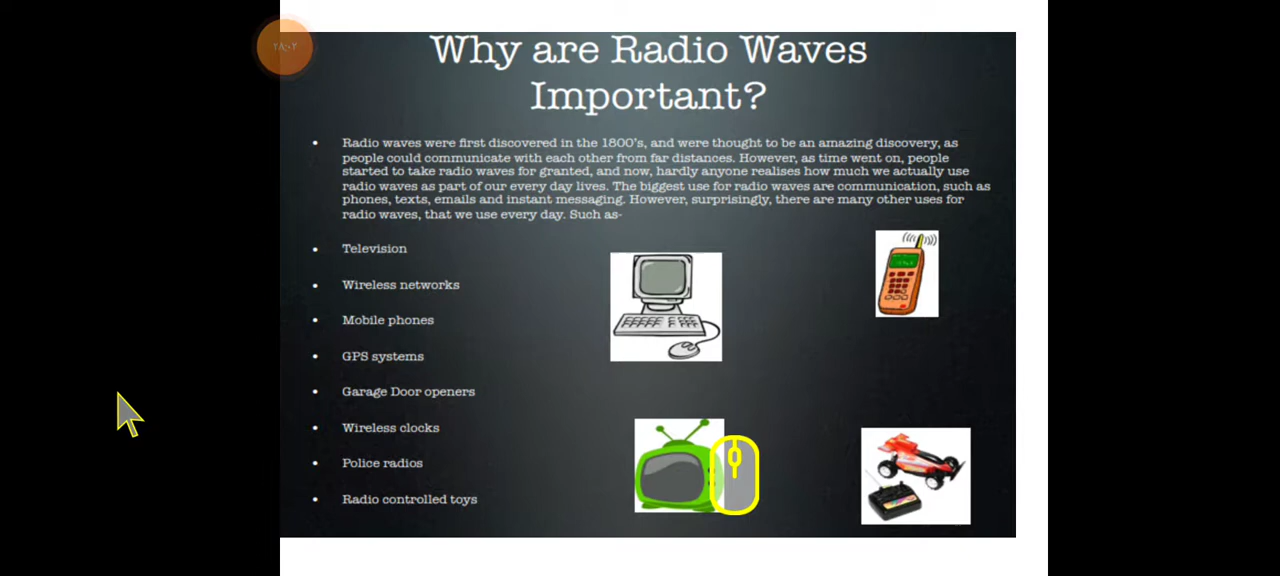 ٢٨:٠٢
Why are Radio Waves
Important?
• Radio waves were first discovered in the 1800's, and were thought to be an amazing discovery, as
people could communicate with each other from far distances. However, as time went on, people
started to take radio waves for granted, and now, hardly anyone realises how much we actually use
radio waves as part of our every day lives. The biggest use for radio waves are communication, such as
phones, texts, emails and instant messaging. However, surprisingly, there are many other uses for
radio waves, that we use every day. Such as-
• Television
• Wireless networks
• Mobile phones
• GPS systems
• Garage Door openers
• Wireless clocks
• Police radios
• Radio controlled toys